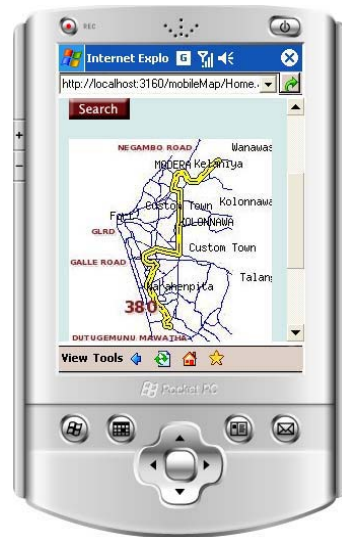 REC
Internet Explo G
http://localhost:3160/mobileMap/Home.
Search
NEGAMBO ROAD Wanawas
MODERA Kelaniya
Custom Town Kolonnawa
Fort KOLONNAWA
GLRD
Custom Town
GALLE ROAD
Talang
Narahenpita
380
DUTUGEMUNU MAWATHA
View Tools
Pocket PC